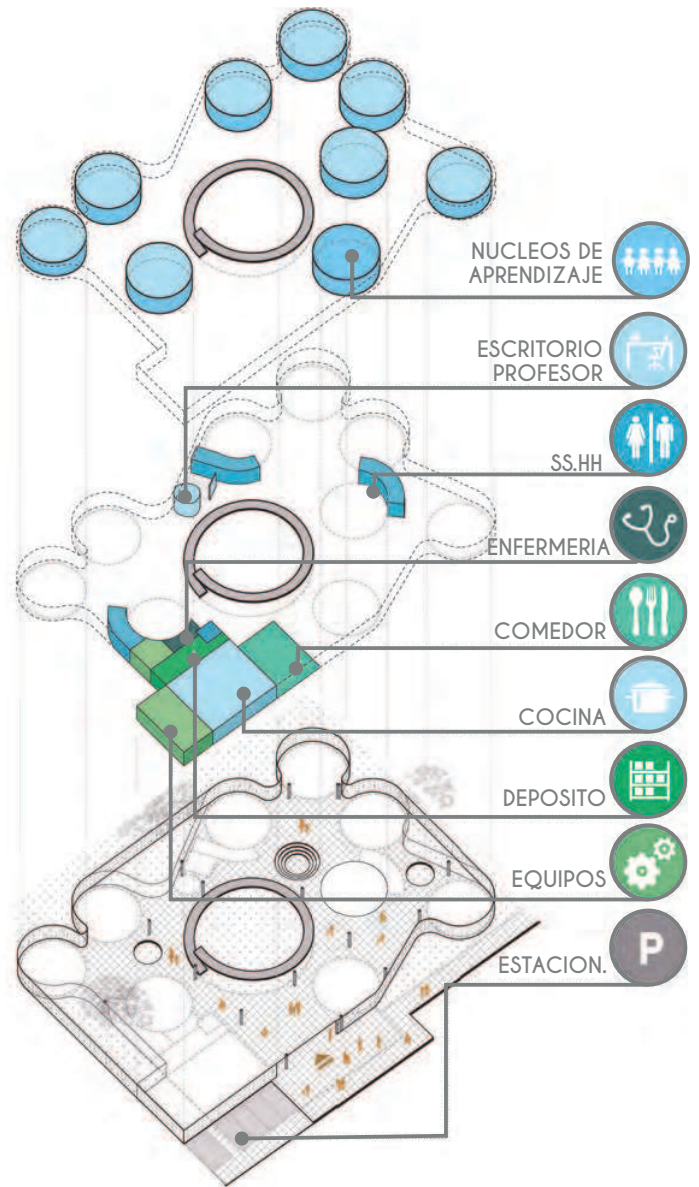 NUCLEOS DE
APRENDIZAJE
ESCRITORIO
PROFESOR
SS.HH
ENFERMERIA
COMEDOR
COCINA
DEPOSITO
EQUIPOS
ESTACION.
P